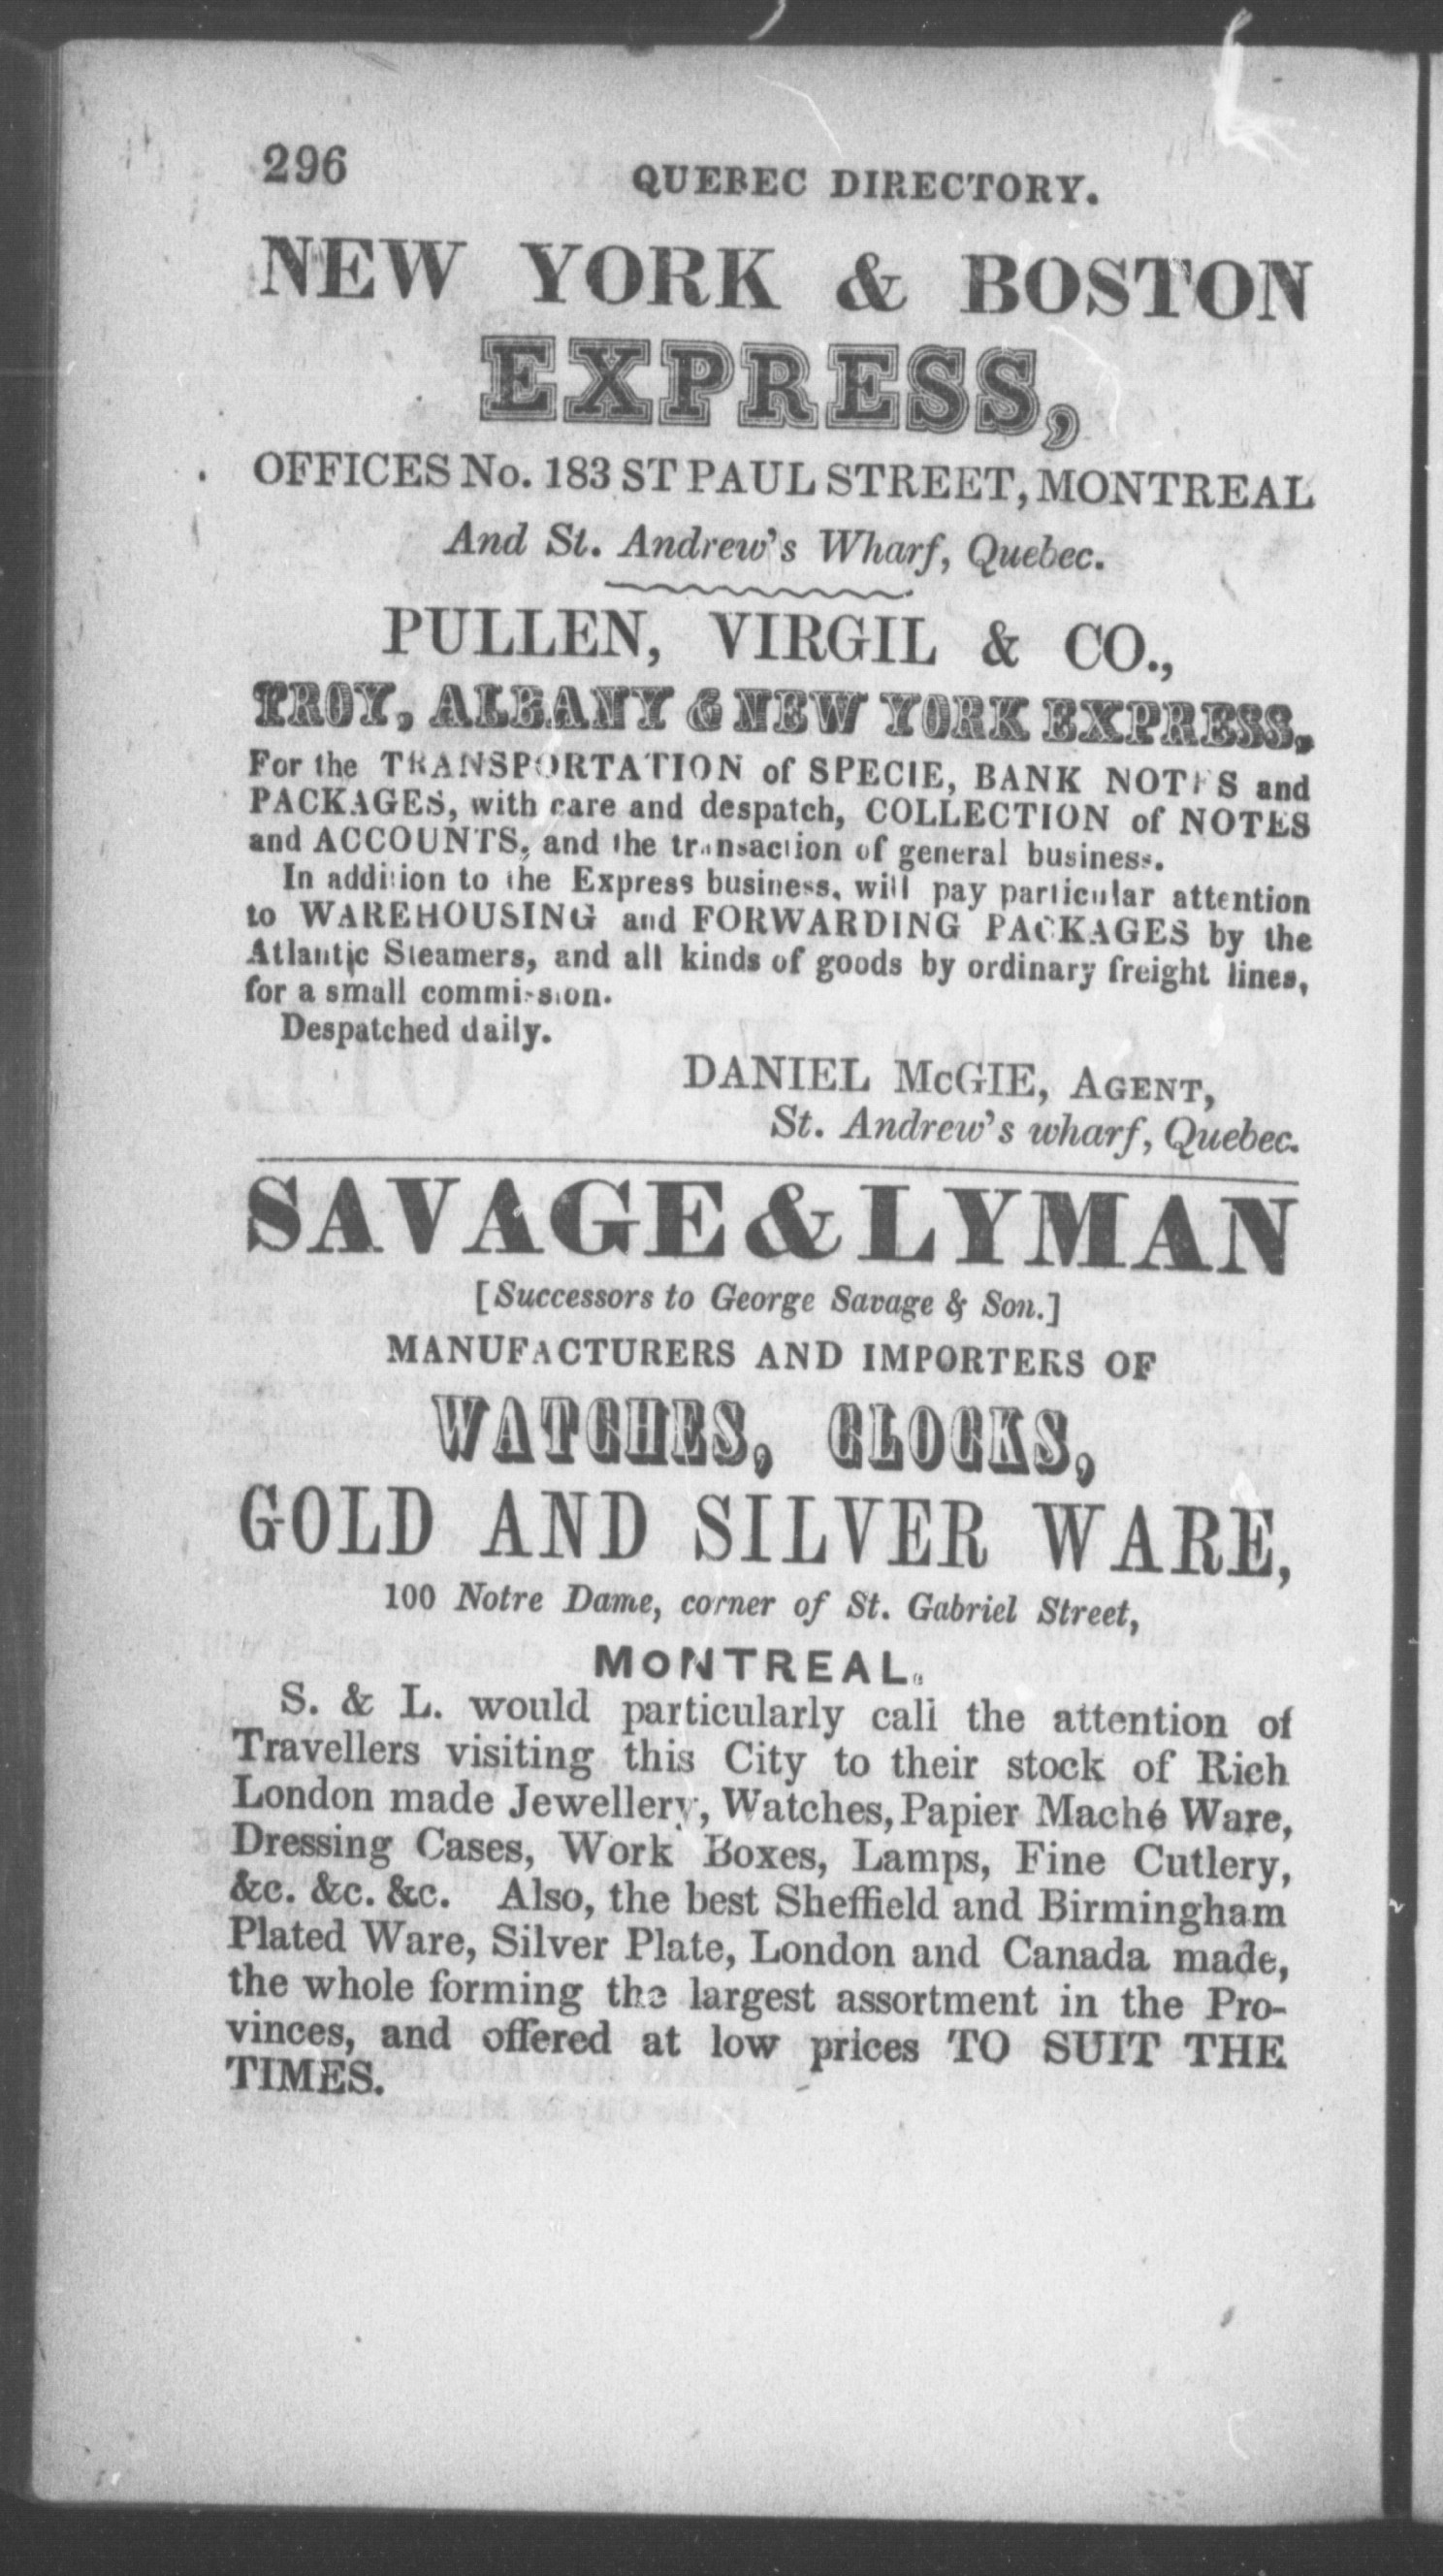 296
QUEBEC DIRECTORY.
NEW YORK & BOSTON
EXPRESS,
OFFICES No. 183 ST PAUL STREET, MONTREAL
And St. Andrew's Wharf, Quebec.
PULLEN, VIRGIL & CO.,
TROY, ALBANY & NEW YORK EXPRESS,
For the TRANSPORTATION of SPECIE, BANK NOTES and
PACKAGES, with care and despatch, COLLECTION of NOTES
and ACCOUNTS, and the transaction of general business.
In addition to the Express business, will pay particular attention
to WAREHOUSING and FORWARDING PACKAGES by the
Atlantic Steamers, and all kinds of goods by ordinary freight lines,
for a small commission.
Despatched daily.
DANIEL McGIE, AGENT,
St. Andrew's wharf, Quebec.
SAVAGE & LYMAN
[Successors to George Savage & Son.]
MANUFACTURERS AND IMPORTERS OF
WATCHES, CLOCKS,
GOLD AND SILVER WARE,
100 Notre Dame, corner of St. Gabriel Street,
MONTREAL.
S. & L. would particularly call the attention of
Travellers visiting this City to their stock of Rich
London made Jewellery, Watches, Papier Maché Ware,
Dressing Cases, Work Boxes, Lamps, Fine Cutlery,
&c. &c. &c. Also, the best Sheffield and Birmingham
Plated Ware, Silver Plate, London and Canada made,
the whole forming the largest assortment in the Pro-
vinces, and offered at low prices TO SUIT THE
TIMES.